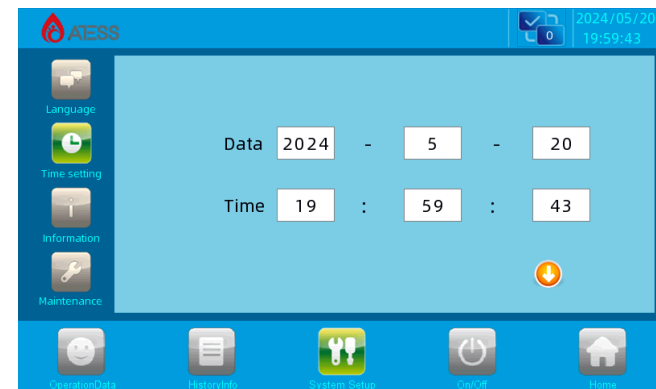 ATESS
0
2024/05/20
19:59:43
Language
Time setting
Information
Maintenance
Data 2024 - 5 - 20
Time 19 : 59 : 43
OperationData
HistoryInfo
System Setup
On/Off
Home